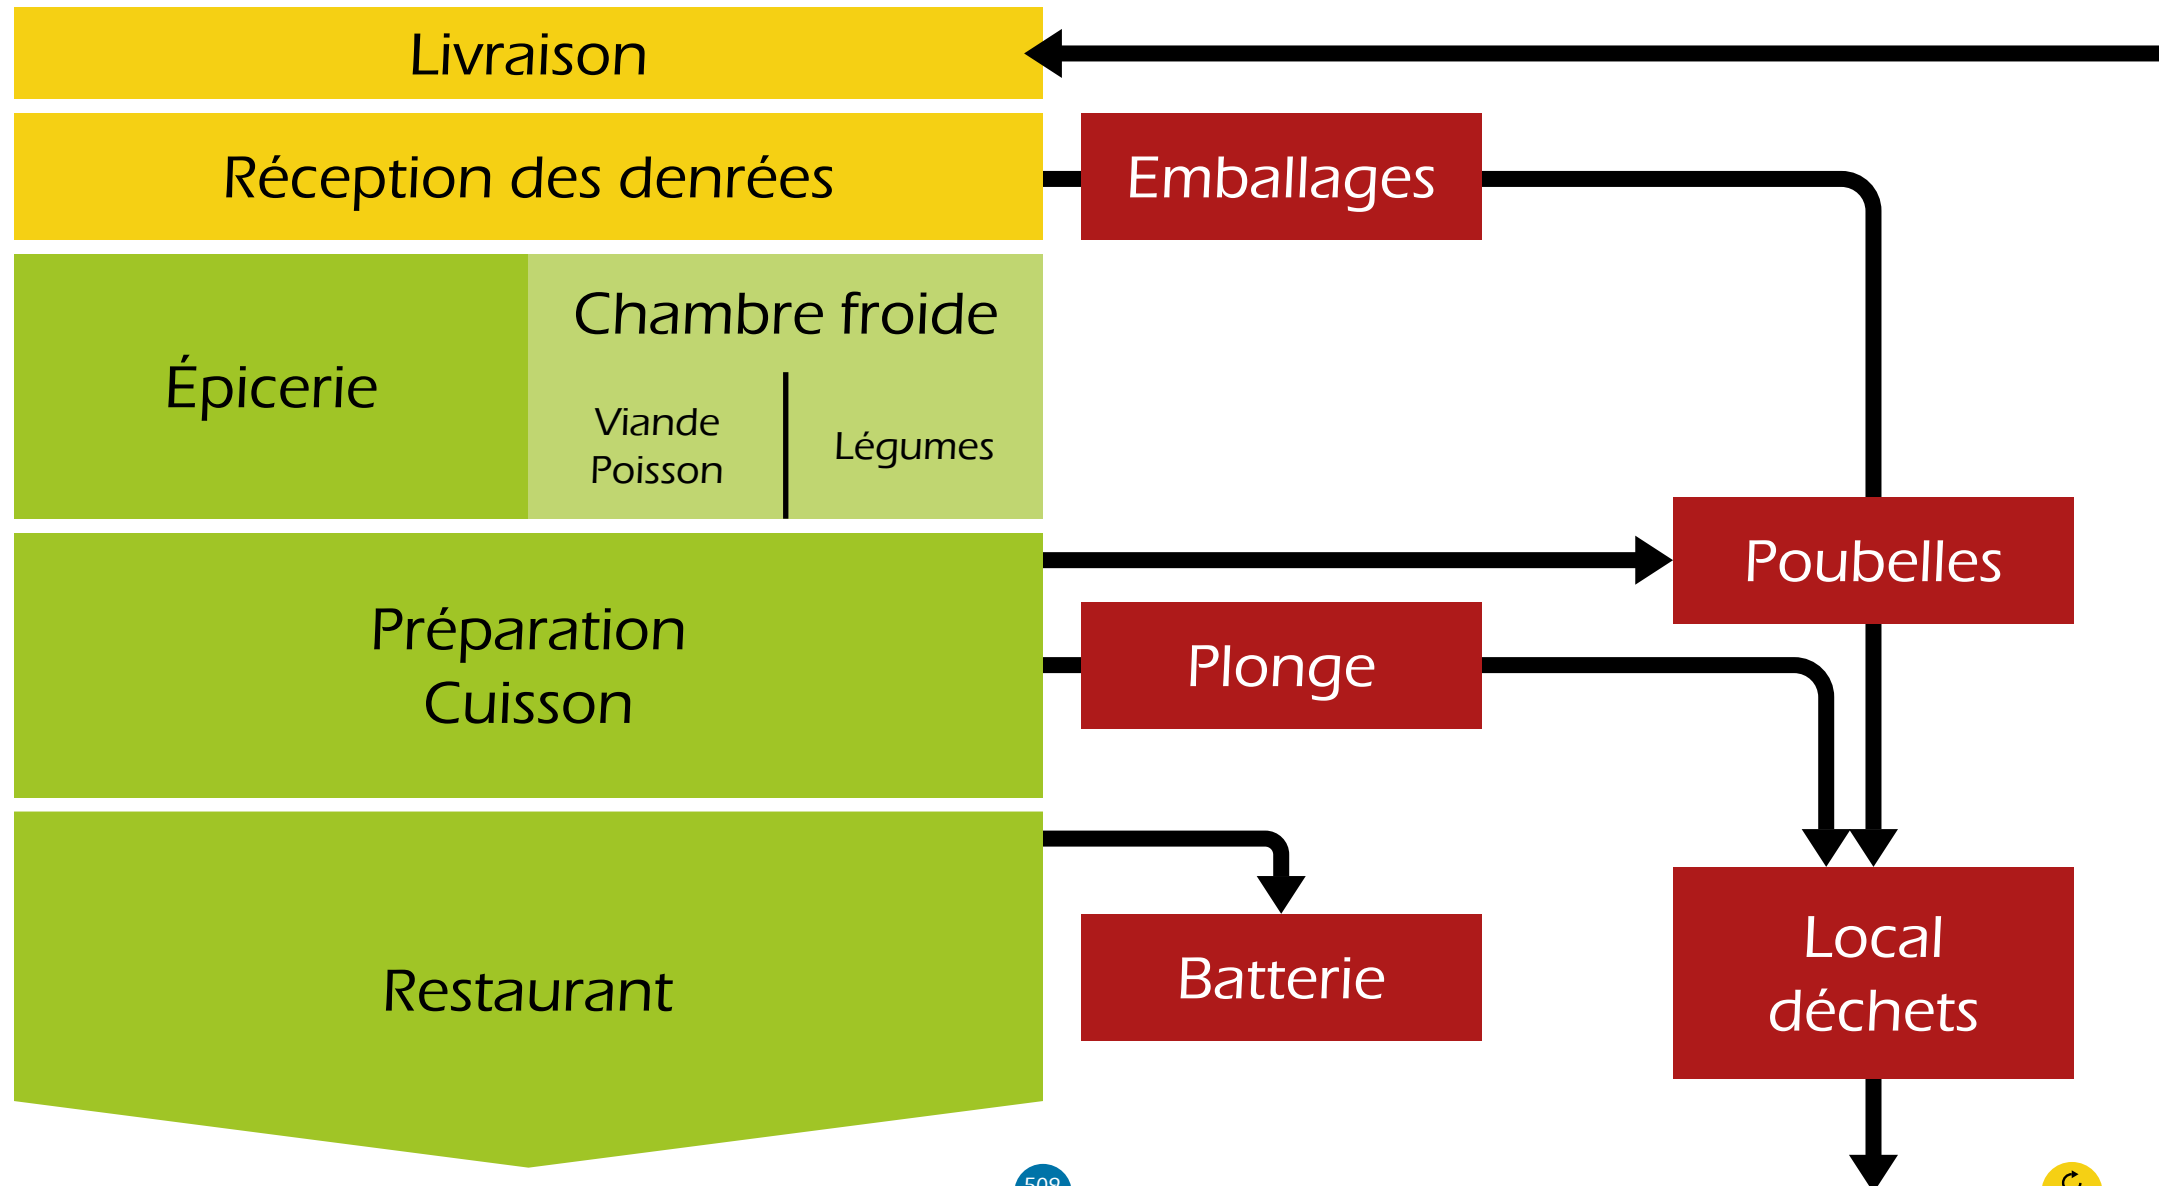 Livraison
Réception des denrées
Emballages
Épicerie
Chambre froide
Viande
Poisson
Légumes
Poubelles
Préparation
Cuisson
Plonge
Restaurant
Batterie
Local
déchets